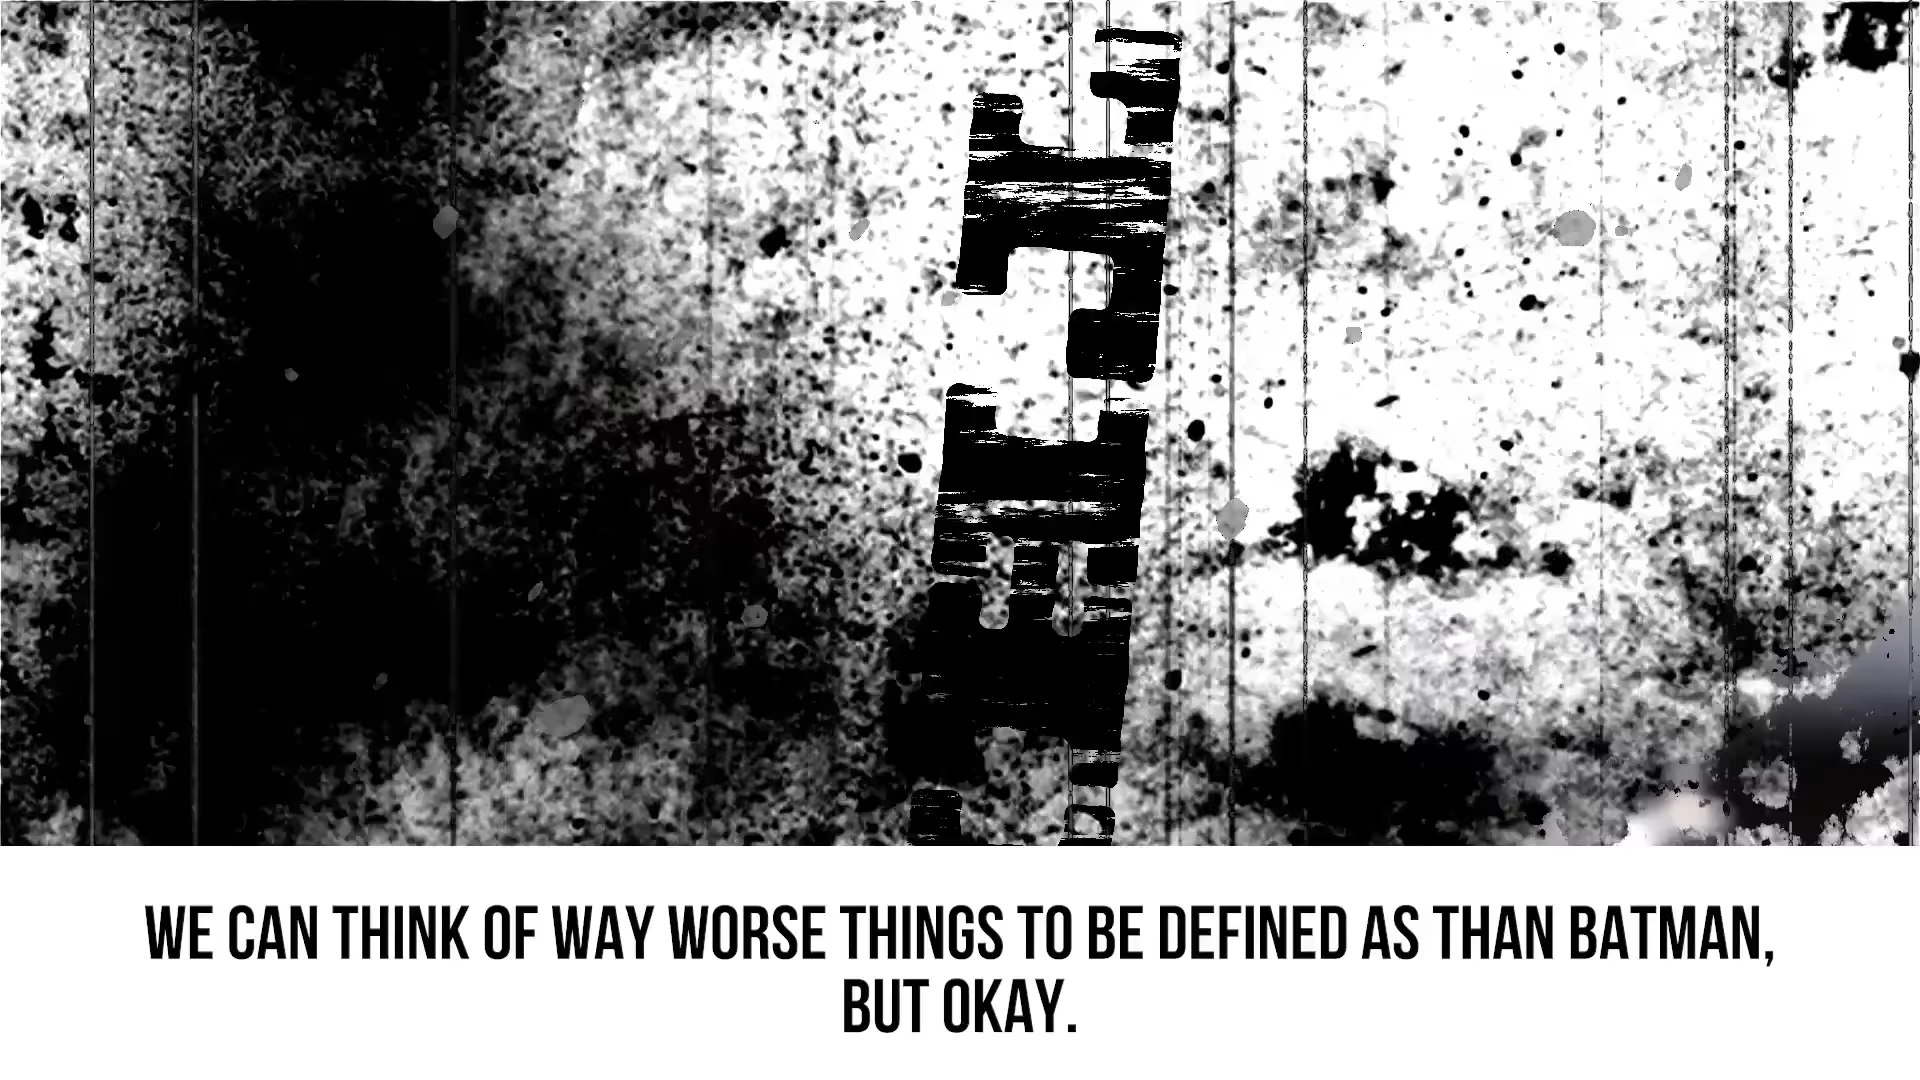 WE CAN THINK OF WAY WORSE THINGS TO BE DEFINED AS THAN BATMAN,
BUT OKAY.